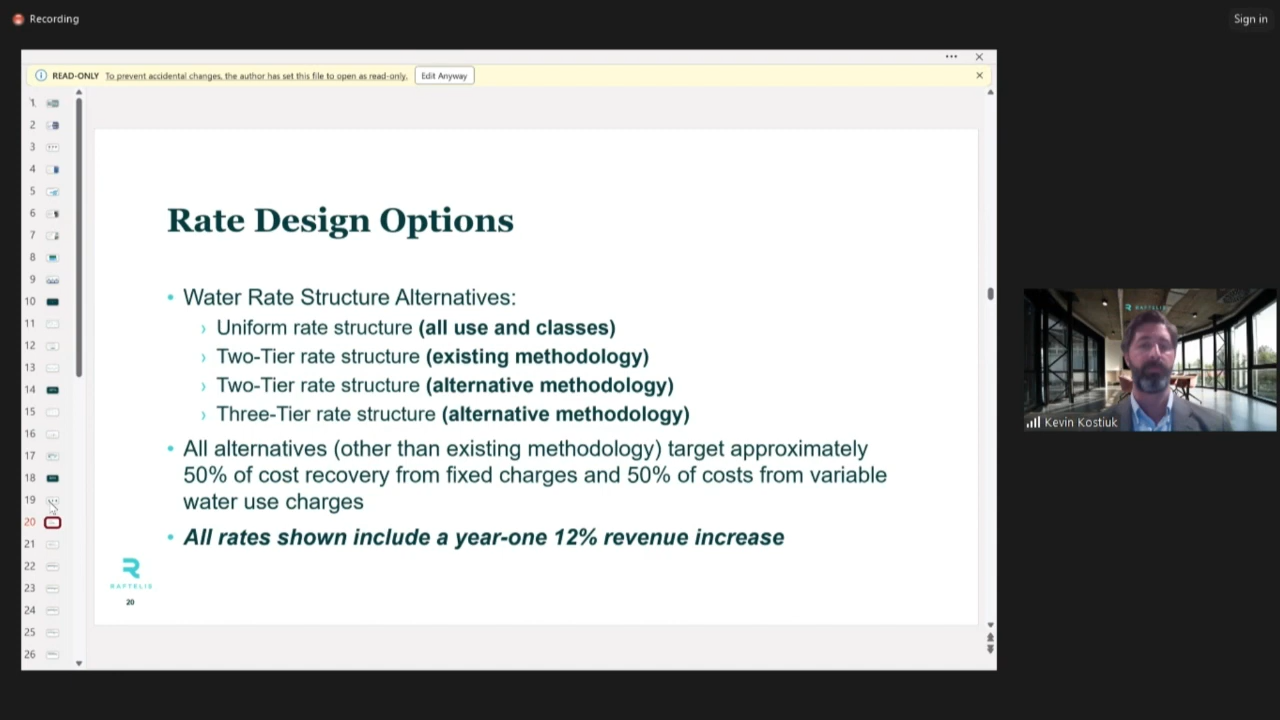 Recording
Sign in
READ-ONLY To prevent accidental changes, the author has set this file to open as read-only. Edit Anyway
1
2
3
4
5
6
7
8
9
10
11
12
13
14
15
16
17
18
19
20
21
22
23
24
25
26
Rate Design Options
• Water Rate Structure Alternatives:
› Uniform rate structure (all use and classes)
› Two-Tier rate structure (existing methodology)
› Two-Tier rate structure (alternative methodology)
› Three-Tier rate structure (alternative methodology)
• All alternatives (other than existing methodology) target approximately
50% of cost recovery from fixed charges and 50% of costs from variable
water use charges
• All rates shown include a year-one 12% revenue increase
RAFTELIS
20
RAFTELIS
Kevin Kostiuk